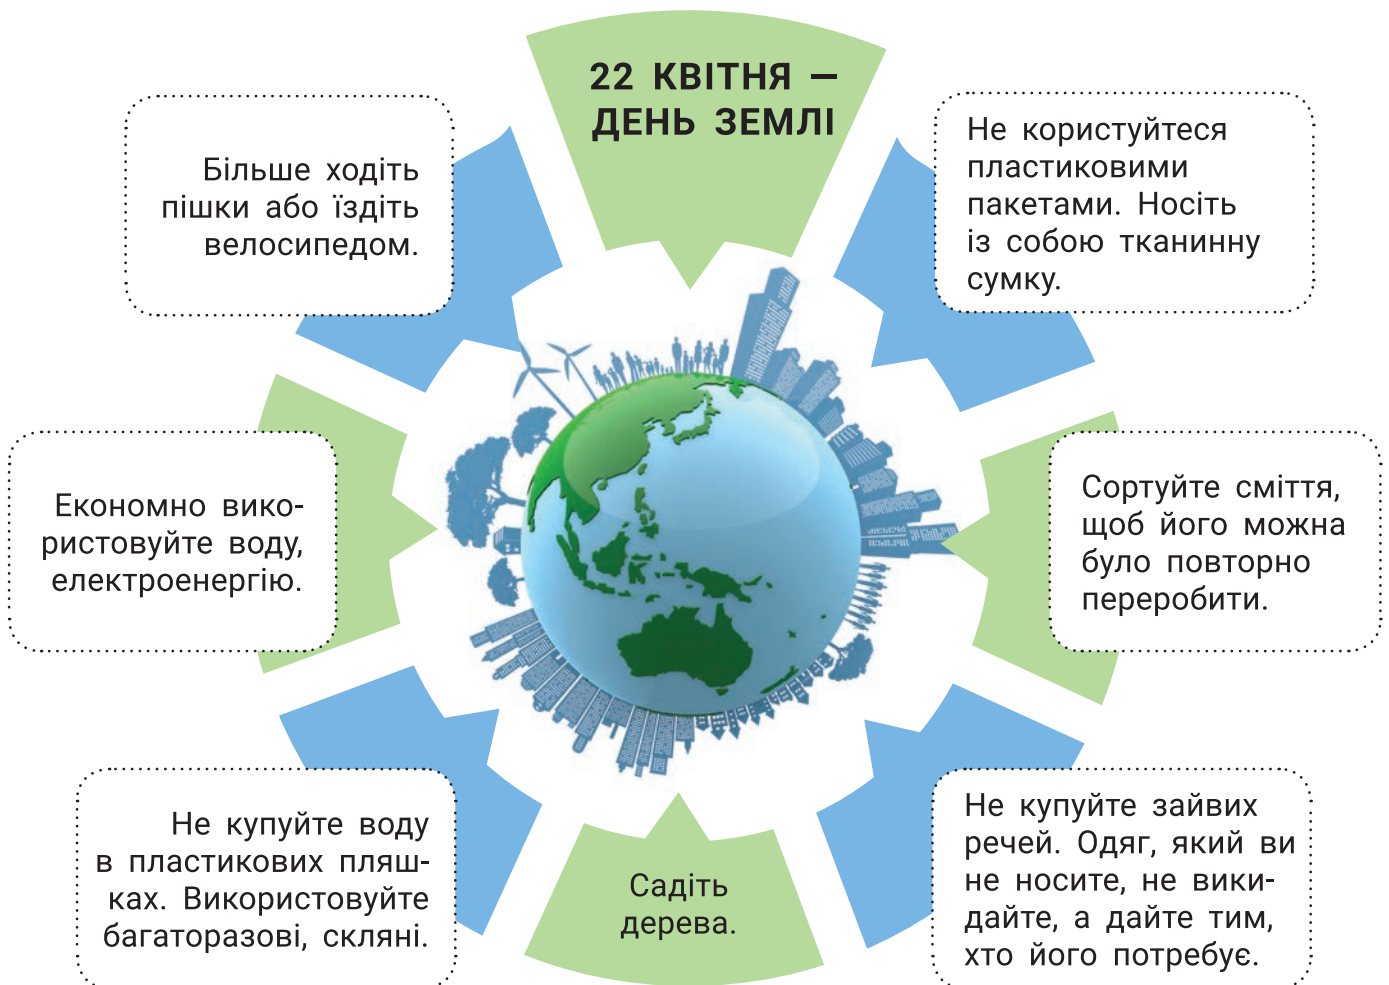 22 КВІТНЯ —
ДЕНЬ ЗЕМЛІ
Більше ходіть
пішки або їздіть
велосипедом.
Не користуйтеся
пластиковими
пакетами. Носіть
із собою тканинну
сумку.
Економно вико-
ристовуйте воду,
електроенергію.
Сортуйте сміття,
щоб його можна
було повторно
переробити.
Не купуйте воду
в пластикових пляш-
ках. Використовуйте
багаторазові, скляні.
Садіть
дерева.
Не купуйте зайвих
речей. Одяг, який ви
не носите, не вики-
дайте, а дайте тим,
хто його потребує.